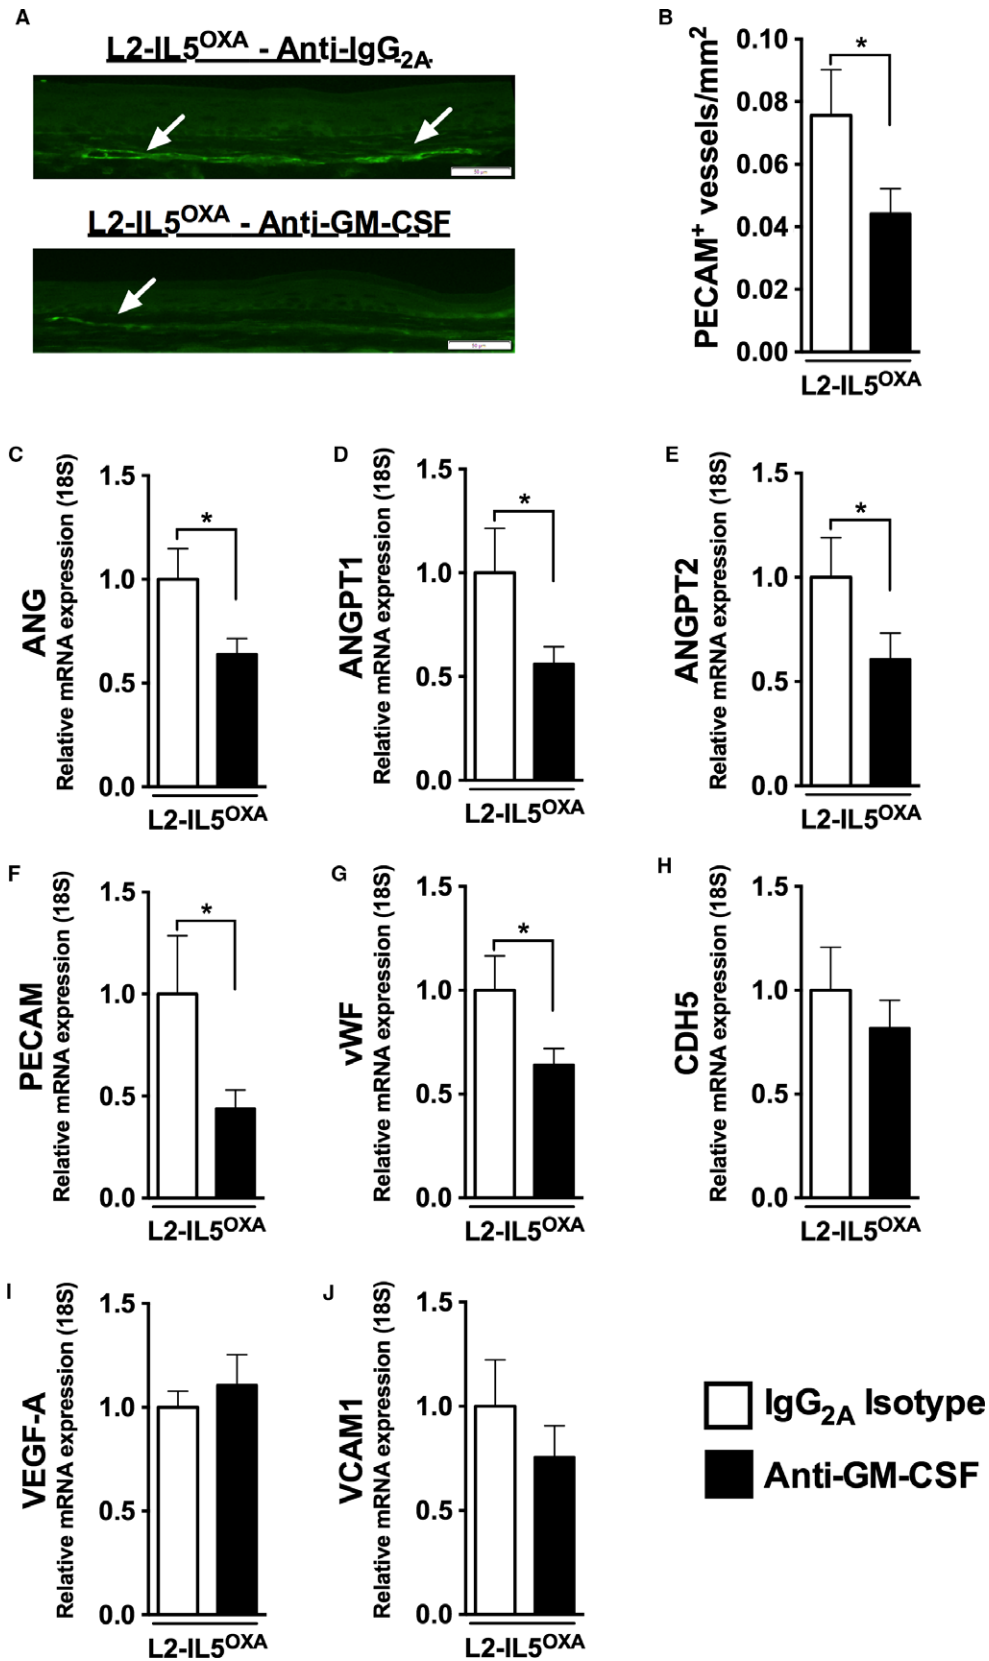 A
L2-IL5OXA - Anti-IgG2A
L2-IL5OXA - Anti-GM-CSF
B
PECAM+ vessels/mm2
0.10
0.08
0.06
0.04
0.02
0.00
*
L2-IL5OXA
C
ANG
Relative mRNA expression (18S)
1.5
1.0
0.5
0.0
*
L2-IL5OXA
D
ANGPT1
Relative mRNA expression (18S)
1.5
1.0
0.5
0.0
*
L2-IL5OXA
E
ANGPT2
Relative mRNA expression (18S)
1.5
1.0
0.5
0.0
*
L2-IL5OXA
F
PECAM
Relative mRNA expression (18S)
1.5
1.0
0.5
0.0
*
L2-IL5OXA
G
vWF
Relative mRNA expression (18S)
1.5
1.0
0.5
0.0
*
L2-IL5OXA
H
CDH5
Relative mRNA expression (18S)
1.5
1.0
0.5
0.0
L2-IL5OXA
I
VEGF-A
Relative mRNA expression (18S)
1.5
1.0
0.5
0.0
L2-IL5OXA
J
VCAM1
Relative mRNA expression (18S)
1.5
1.0
0.5
0.0
L2-IL5OXA
IgG2A Isotype
Anti-GM-CSF